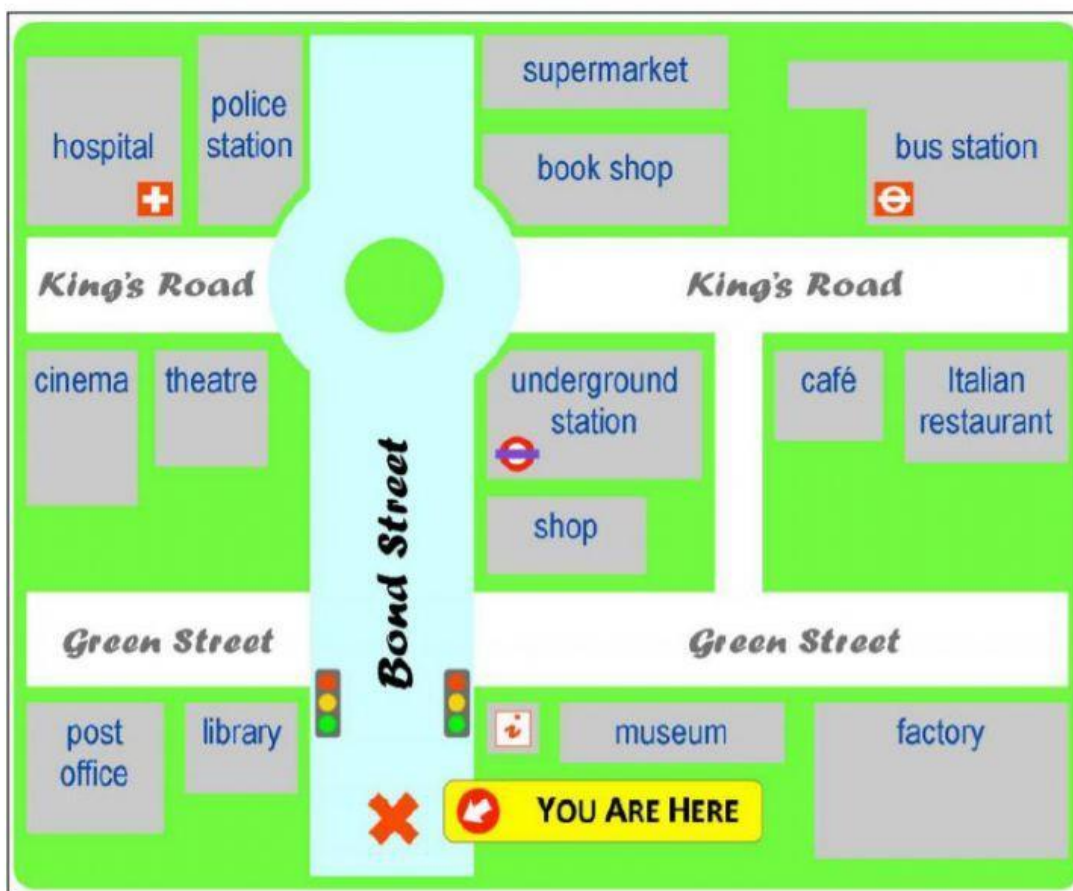 supermarket
police
station
hospital
book shop
bus station
King's Road
King's Road
cinema
theatre
underground
station
café
Italian
restaurant
Bond Street
shop
Green Street
Green Street
post
office
library
i
museum
factory
YOU ARE HERE